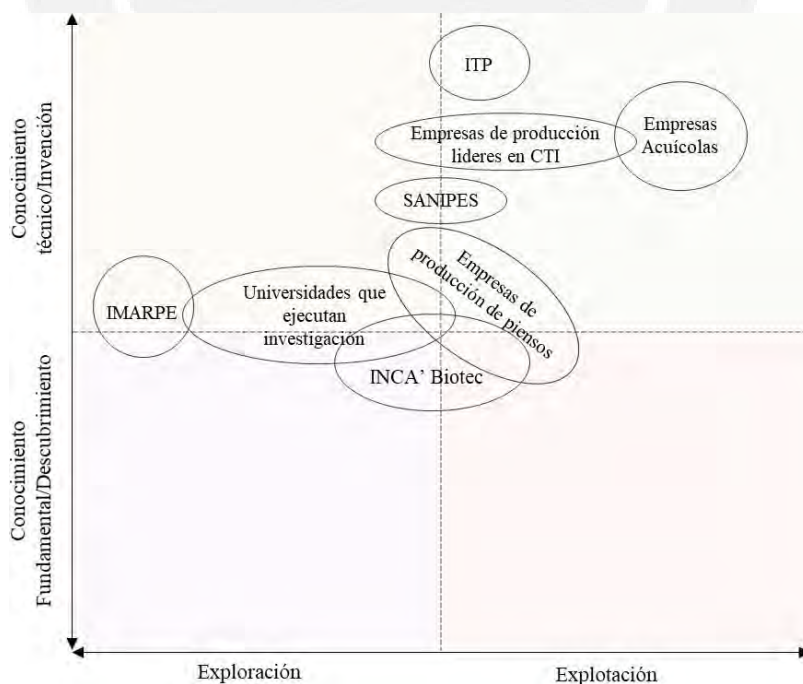 ITP
Empresas de producción
lideres en CTI
Empresas
Acuícolas
SANIPES
Empresas de
producción de piensos
IMARPE
Universidades que
ejecutan
investigación
INCA’ Biotec
Conocimiento
técnico/Invención
Conocimiento
Fundamental/Descubrimiento
Exploración
Explotación